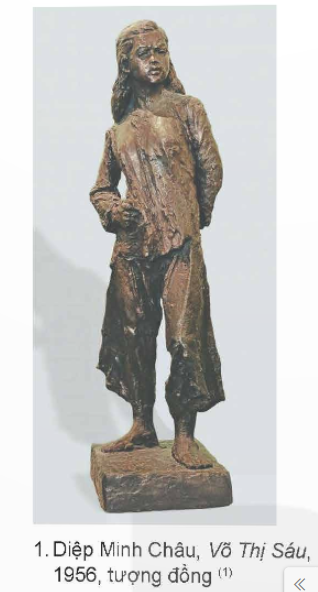 1. Diệp Minh Châu, Võ Thị Sáu,
1956, tượng đồng (1)